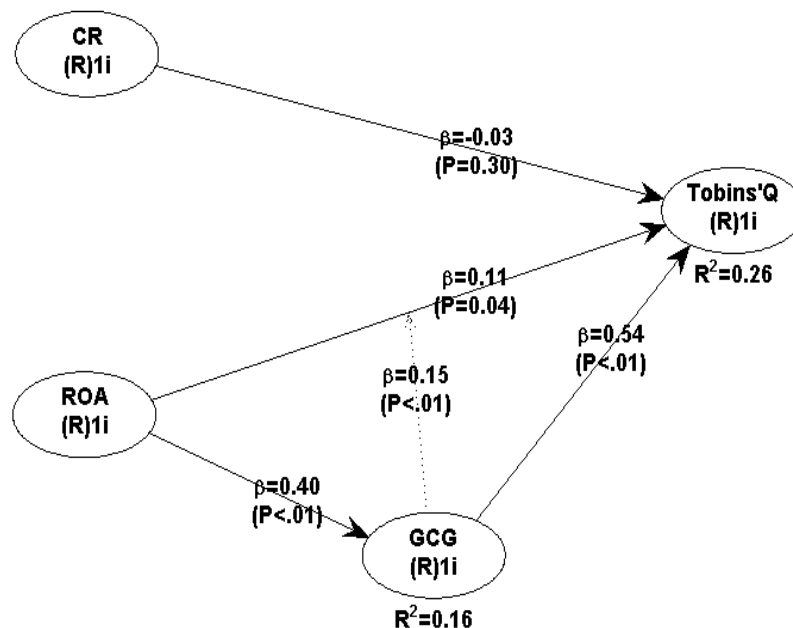 CR
(R)1i
β=-0.03
(P=0.30)
Tobins'Q
(R)1i
R²=0.26
β=0.11
(P=0.04)
β=0.54
(P<.01)
β=0.15
(P<.01)
ROA
(R)1i
β=0.40
(P<.01)
GCG
(R)1i
R²=0.16